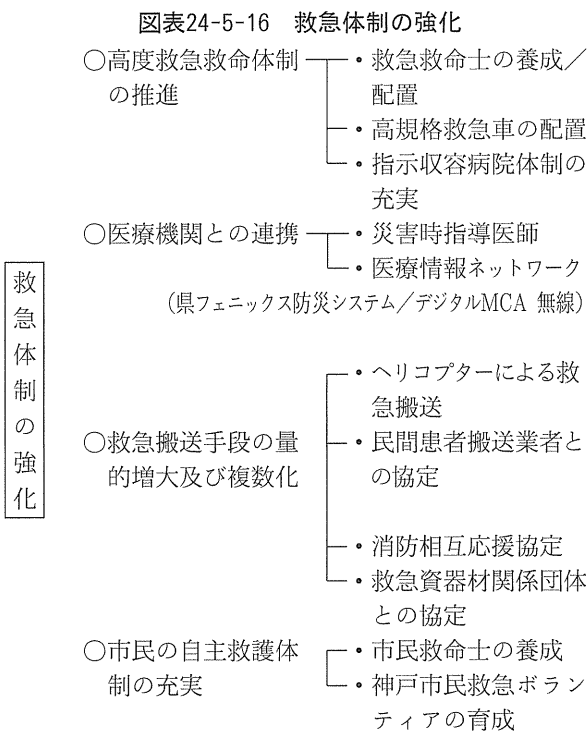 図表24-5-16 救急体制の強化
救急体制の強化
○高度救急救命体制
の推進
・救急救命士の養成／
配置
・高規格救急車の配置
・指示収容病院体制の
充実
○医療機関との連携
・災害時指導医師
・医療情報ネットワーク
（県フェニックス防災システム／デジタルMCA 無線）
○救急搬送手段の量
的増大及び複数化
・ヘリコプターによる救
急搬送
・民間患者搬送業者と
の協定
・消防相互応援協定
・救急資器材関係団体
との協定
○市民の自主救護体
制の充実
・市民救命士の養成
・神戸市民救急ボラン
ティアの育成